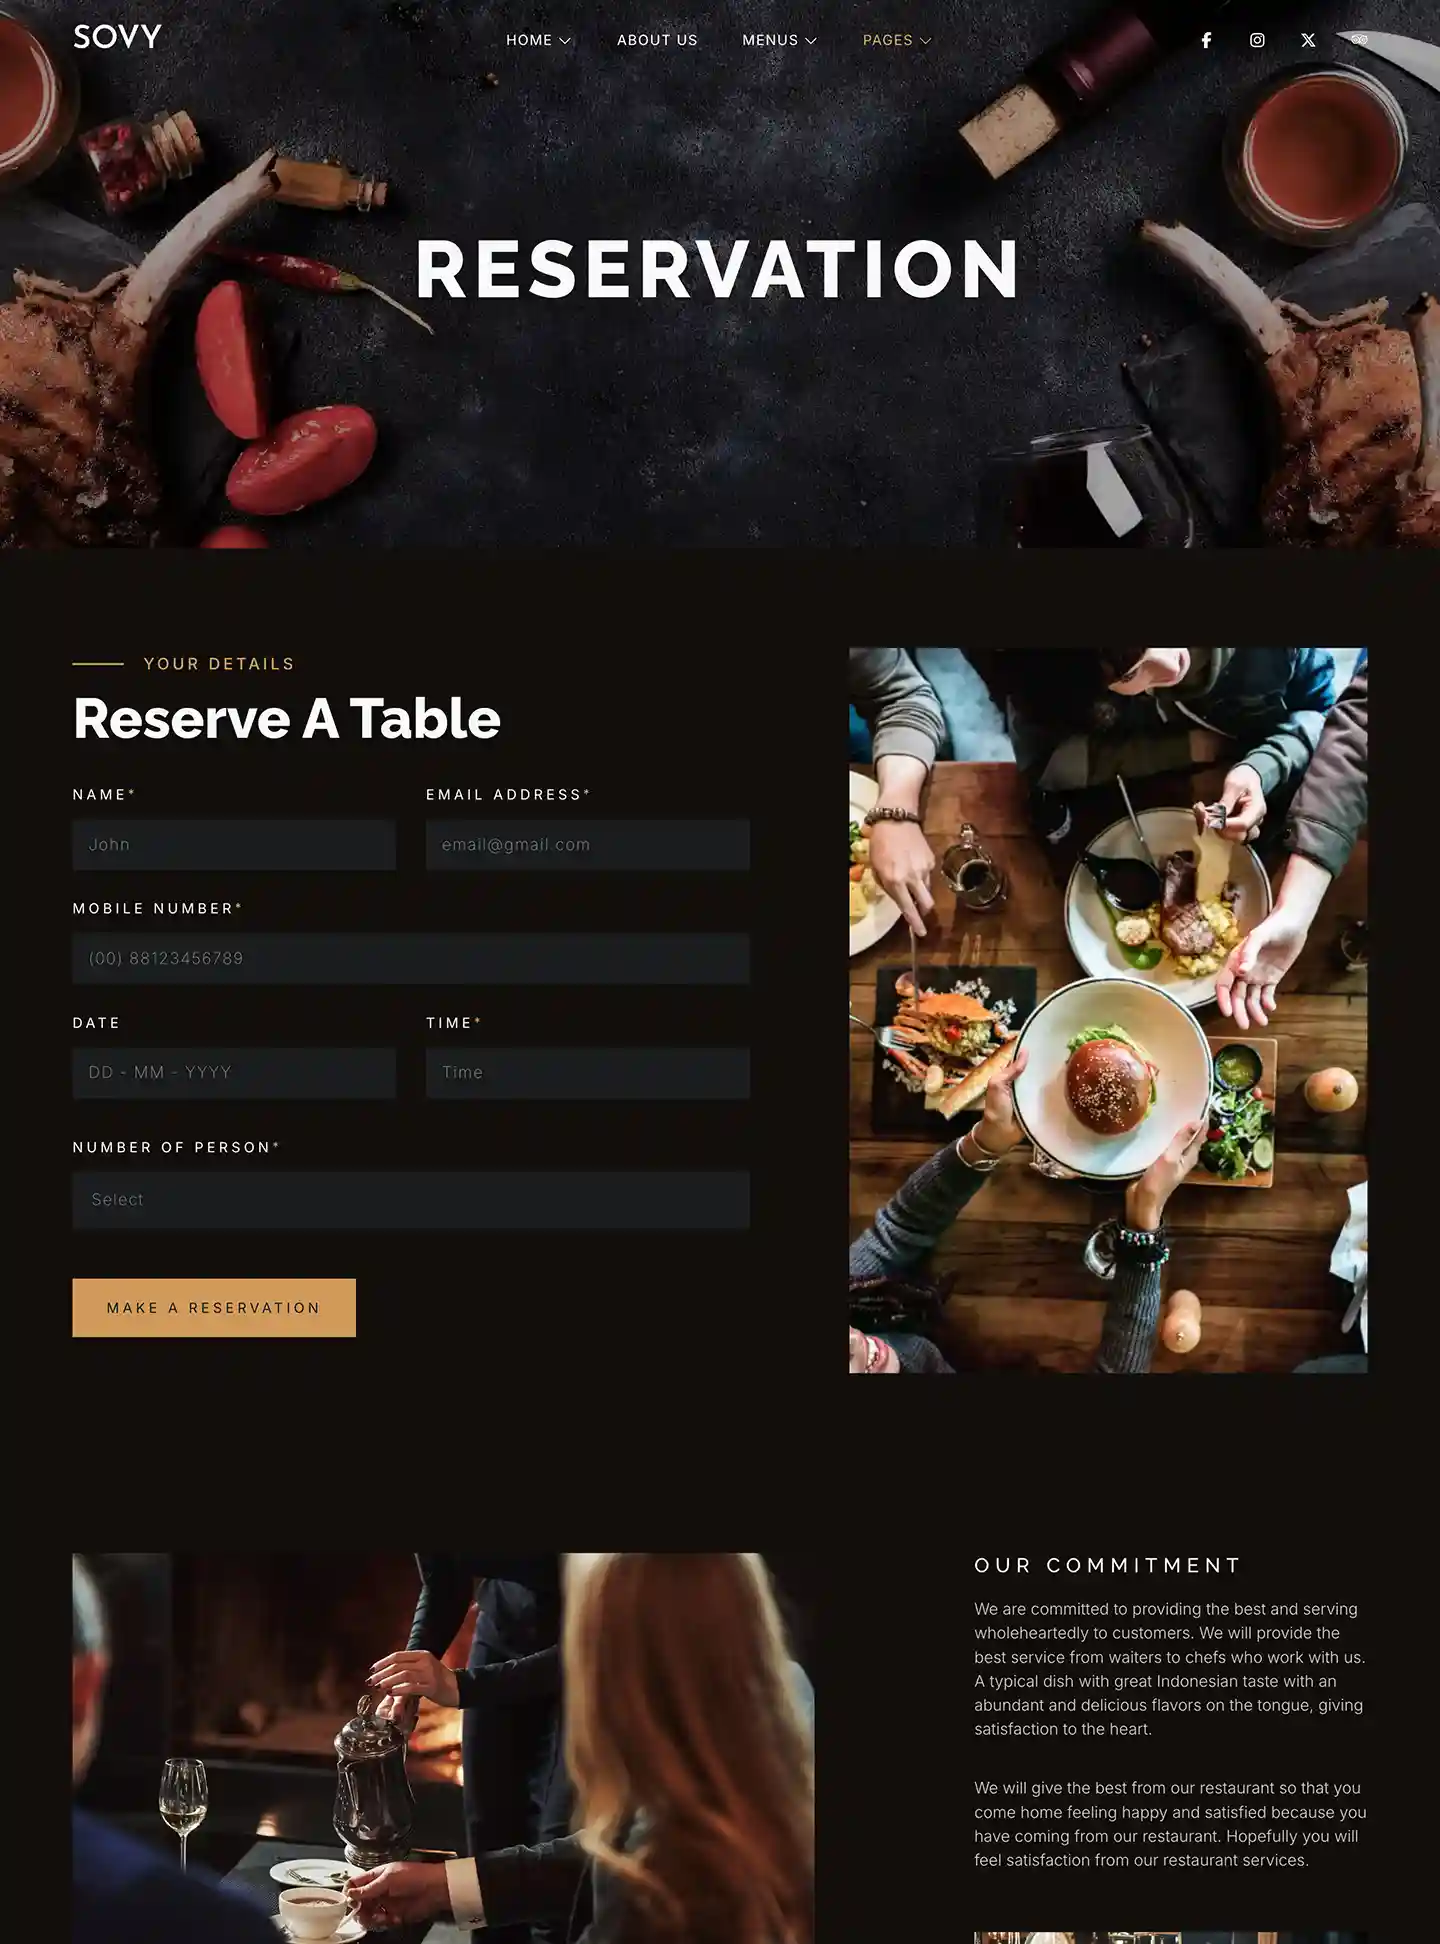 SOVY
HOME
ABOUT US
MENUS
PAGES
RESERVATION
YOUR DETAILS
Reserve A Table
NAME*
EMAIL ADDRESS*
John
email@gmail.com
MOBILE NUMBER*
(00) 88123456789
DATE
TIME*
DD - MM - YYYY
Time
NUMBER OF PERSON*
Select
MAKE A RESERVATION
OUR COMMITMENT
We are committed to providing the best and serving
wholeheartedly to customers. We will provide the
best service from waiters to chefs who work with us.
A typical dish with great Indonesian taste with an
abundant and delicious flavors on the tongue, giving
satisfaction to the heart.
We will give the best from our restaurant so that you
come home feeling happy and satisfied because you
have coming from our restaurant. Hopefully you will
feel satisfaction from our restaurant services.